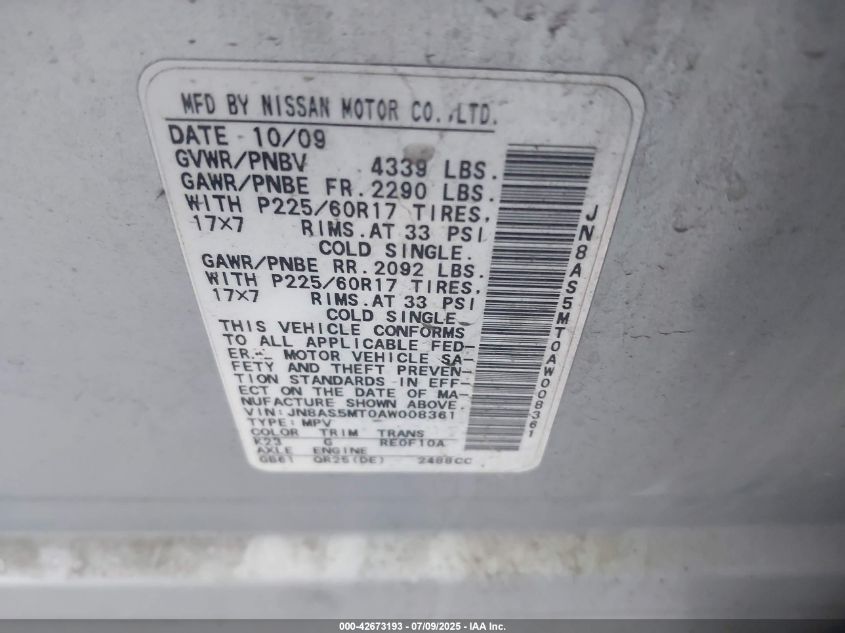 MFD BY NISSAN MOTOR CO.,LTD.
DATE 10/09
GVWR/PNBV 4339 LBS.
GAWR/PNBE FR.2290 LBS.
WITH P225/60R17 TIRES,
17X7 RIMS.AT 33 PSI
COLD SINGLE.
GAWR/PNBE RR.2092 LBS.
WITH P225/60R17 TIRES,
17X7 RIMS.AT 33 PSI
COLD SINGLE.
THIS VEHICLE CONFORMS
TO ALL APPLICABLE FED-
ERAL MOTOR VEHICLE SA-
FETY AND THEFT PREVEN-
TION STANDARDS IN EFF-
ECT ON THE DATE OF MA-
NUFACTURE SHOWN ABOVE.
VIN:JN8AS5MT0AW008361
TYPE:MPV
COLOR TRIM TRANS
K23 G RE0F10A
AXLE ENGINE
GB61 QR25(DE) 2488CC
JN8AS5MT0AW008361
000-42673193 - 07/09/2025 - IAA Inc.